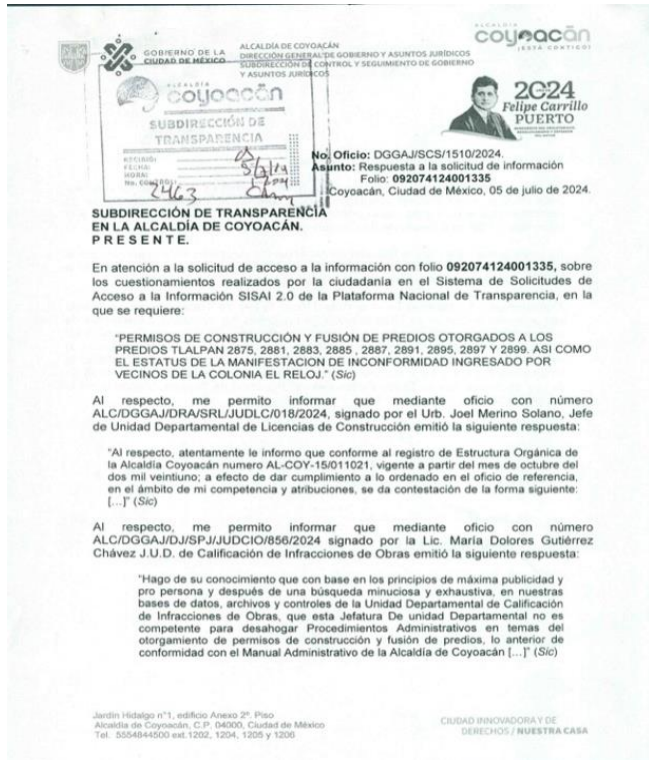 GOBIERNO DE LA
CIUDAD DE MÉXICO
ALCALDÍA DE COYOACÁN
DIRECCIÓN GENERAL DE GOBIERNO Y ASUNTOS JURÍDICOS
SUBDIRECCIÓN DE CONTROL Y SEGUIMIENTO DE GOBIERNO
Y ASUNTOS JURÍDICOS
ALCALDÍA
coyoacán
¡ESTÁ CONTIGO!
2024
Felipe Carrillo
PUERTO
ALCALDÍA
coyoacán
SUBDIRECCIÓN DE
TRANSPARENCIA
RECIBIÓ:
FECHA:
HORA:
No. CONTROL:
2463
No. Oficio: DGGAJ/SCS/1510/2024.
Asunto: Respuesta a la solicitud de información
Folio: 092074124001335
Coyoacán, Ciudad de México, 05 de julio de 2024.
SUBDIRECCIÓN DE TRANSPARENCIA
EN LA ALCALDÍA DE COYOACÁN.
P R E S E N T E.
En atención a la solicitud de acceso a la información con folio 092074124001335, sobre
los cuestionamientos realizados por la ciudadanía en el Sistema de Solicitudes de
Acceso a la Información SISAI 2.0 de la Plataforma Nacional de Transparencia, en la
que se requiere:
"PERMISOS DE CONSTRUCCIÓN Y FUSIÓN DE PREDIOS OTORGADOS A LOS
PREDIOS TLALPAN 2875, 2881, 2883, 2885 , 2887, 2891, 2895, 2897 Y 2899. ASI COMO
EL ESTATUS DE LA MANIFESTACION DE INCONFORMIDAD INGRESADO POR
VECINOS DE LA COLONIA EL RELOJ." (Sic)
Al respecto, me permito informar que mediante oficio con número
ALC/DGGAJ/DRA/SRL/JUDLC/018/2024, signado por el Urb. Joel Merino Solano, Jefe
de Unidad Departamental de Licencias de Construcción emitió la siguiente respuesta:
"Al respecto, atentamente le informo que conforme al registro de Estructura Orgánica de
la Alcaldía Coyoacán numero AL-COY-15/011021, vigente a partir del mes de octubre del
dos mil veintiuno; a efecto de dar cumplimiento a lo ordenado en el oficio de referencia,
en el ámbito de mi competencia y atribuciones, se da contestación de la forma siguiente:
[...]" (Sic)
Al respecto, me permito informar que mediante oficio con número
ALC/DGGAJ/DJ/SPJ/JUDCIO/856/2024 signado por la Lic. María Dolores Gutiérrez
Chávez J.U.D. de Calificación de Infracciones de Obras emitió la siguiente respuesta:
"Hago de su conocimiento que con base en los principios de máxima publicidad y
pro persona y después de una búsqueda minuciosa y exhaustiva, en nuestras
bases de datos, archivos y controles de la Unidad Departamental de Calificación
de Infracciones de Obras, que esta Jefatura De unidad Departamental no es
competente para desahogar Procedimientos Administrativos en temas del
otorgamiento de permisos de construcción y fusión de predios, lo anterior de
conformidad con el Manual Administrativo de la Alcaldía de Coyoacán [...]" (Sic)
Jardín Hidalgo n°1, edificio Anexo 2°. Piso
Alcaldía de Coyoacán, C.P. 04000, Ciudad de México
Tel. 5554844500 ext.1202, 1204, 1205 y 1206
CIUDAD INNOVADORA Y DE
DERECHOS / NUESTRA CASA